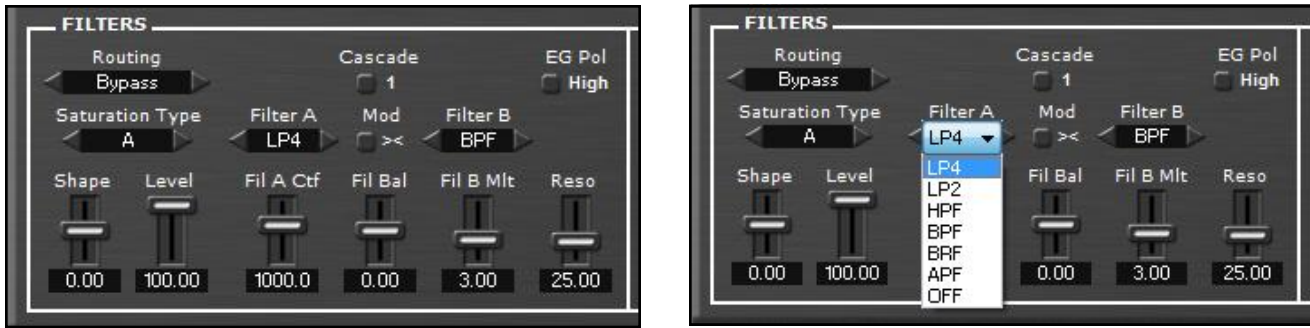 FILTERS
Routing Cascade EG Pol
Bypass 1 High
Saturation Type Filter A Mod Filter B
A LP4 >< BPF
Shape Level Fil A Ctf Fil Bal Fil B Mlt Reso
0.00 100.00 1000.0 0.00 3.00 25.00
FILTERS
Routing Cascade EG Pol
Bypass 1 High
Saturation Type Filter A Mod Filter B
A LP4 >< BPF
Shape Level Fil Bal Fil B Mlt Reso
LP4
LP2
HPF
BPF
BRF
APF
OFF
0.00 100.00 0.00 3.00 25.00